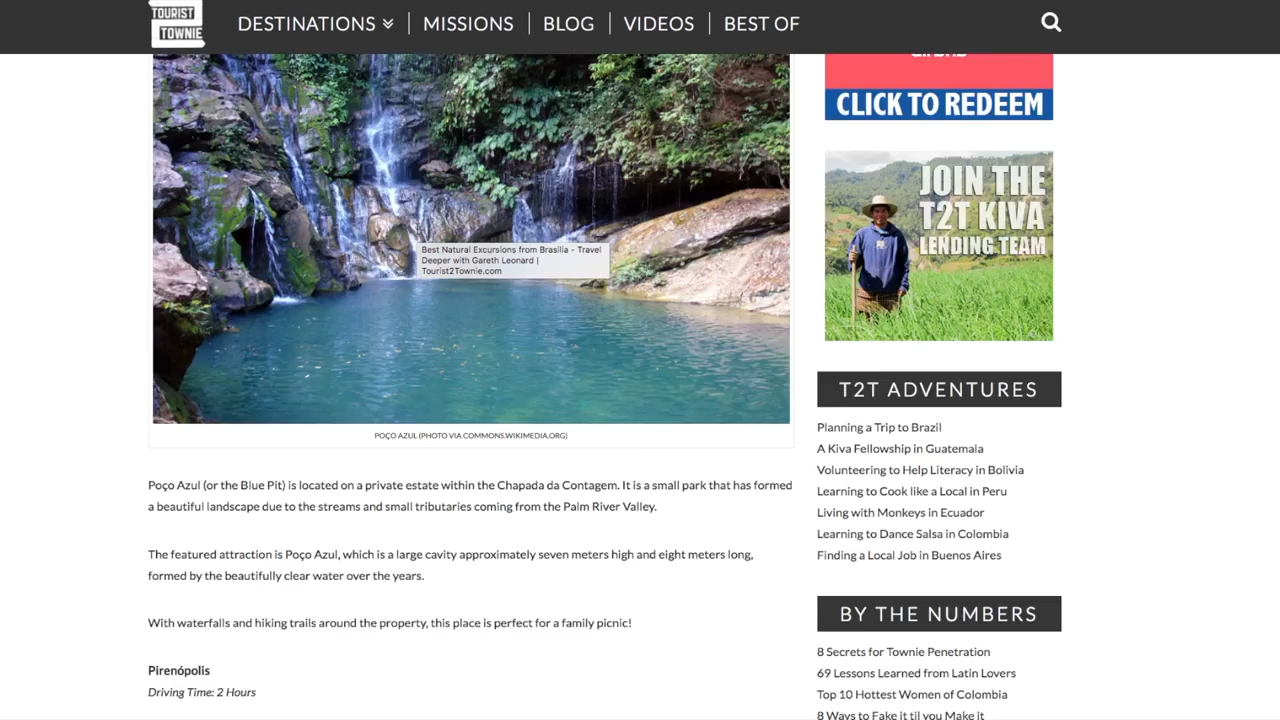 TOURIST
TOWNIE
DESTINATIONS
MISSIONS
BLOG
VIDEOS
BEST OF
CLICK TO REDEEM
JOIN THE
T2T KIVA
LENDING TEAM
Best Natural Excursions from Brasilia - Travel
Deeper with Gareth Leonard |
Tourist2Townie.com
POÇO AZUL (PHOTO VIA COMMONS.WIKIMEDIA.ORG)
Poço Azul (or the Blue Pit) is located on a private estate within the Chapada da Contagem. It is a small park that has formed
a beautiful landscape due to the streams and small tributaries coming from the Palm River Valley.
The featured attraction is Poço Azul, which is a large cavity approximately seven meters high and eight meters long,
formed by the beautifully clear water over the years.
With waterfalls and hiking trails around the property, this place is perfect for a family picnic!
Pirenópolis
Driving Time: 2 Hours
T2T ADVENTURES
Planning a Trip to Brazil
A Kiva Fellowship in Guatemala
Volunteering to Help Literacy in Bolivia
Learning to Cook like a Local in Peru
Living with Monkeys in Ecuador
Learning to Dance Salsa in Colombia
Finding a Local Job in Buenos Aires
BY THE NUMBERS
8 Secrets for Townie Penetration
69 Lessons Learned from Latin Lovers
Top 10 Hottest Women of Colombia
8 Ways to Fake it til you Make it